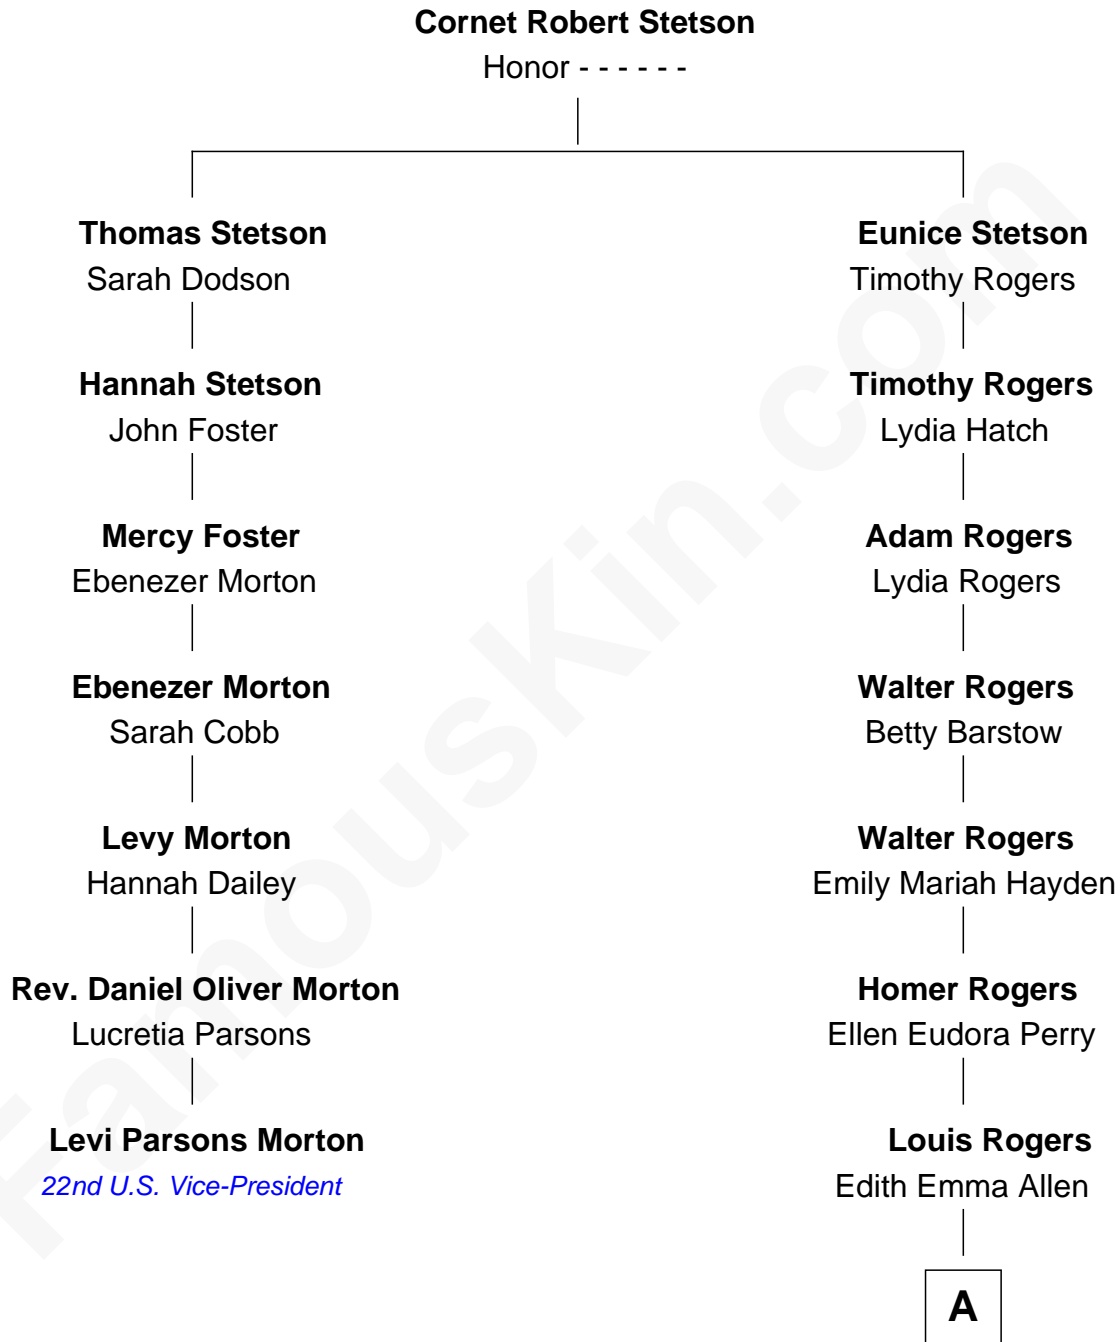 Cornet Robert Stetson
Honor - - - - - -
Thomas Stetson
Sarah Dodson
Eunice Stetson
Timothy Rogers
Hannah Stetson
John Foster
Timothy Rogers
Lydia Hatch
Mercy Foster
Ebenezer Morton
Adam Rogers
Lydia Rogers
Ebenezer Morton
Sarah Cobb
Walter Rogers
Betty Barstow
Levy Morton
Hannah Dailey
Walter Rogers
Emily Mariah Hayden
Rev. Daniel Oliver Morton
Lucretia Parsons
Homer Rogers
Ellen Eudora Perry
Levi Parsons Morton
22nd U.S. Vice-President
Louis Rogers
Edith Emma Allen
A
FamousKin.com